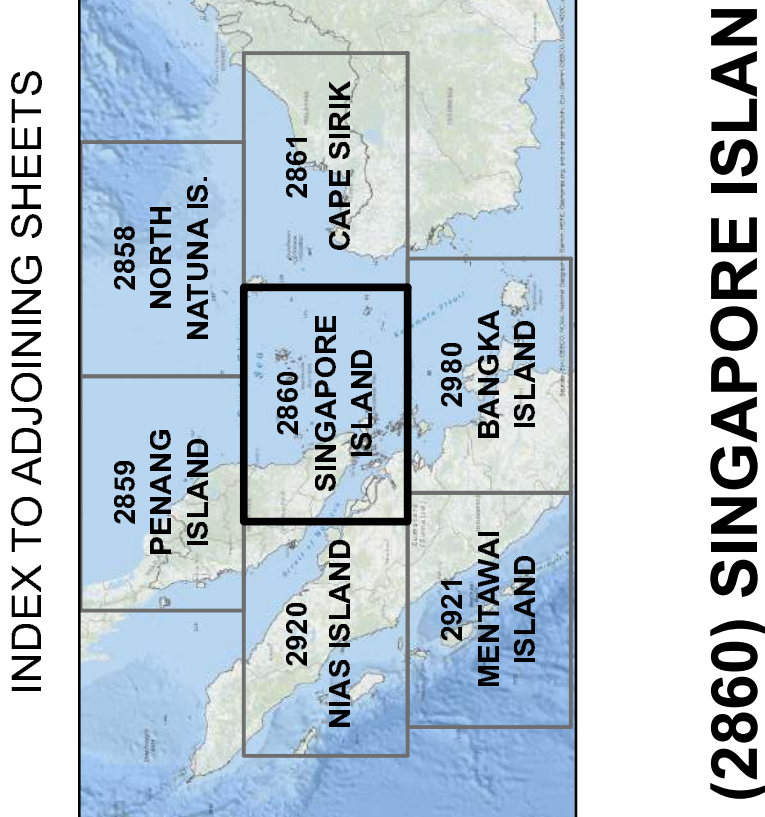 INDEX TO ADJOINING SHEETS
2859
PENANG
ISLAND
2858
NORTH
NATUNA IS.
2920
NIAS ISLAND
2860
SINGAPORE
ISLAND
2861
CAPE SIRIK
2921
MENTAWAI
ISLAND
2980
BANGKA
ISLAND
Sea
(2860) SINGAPORE ISLAN